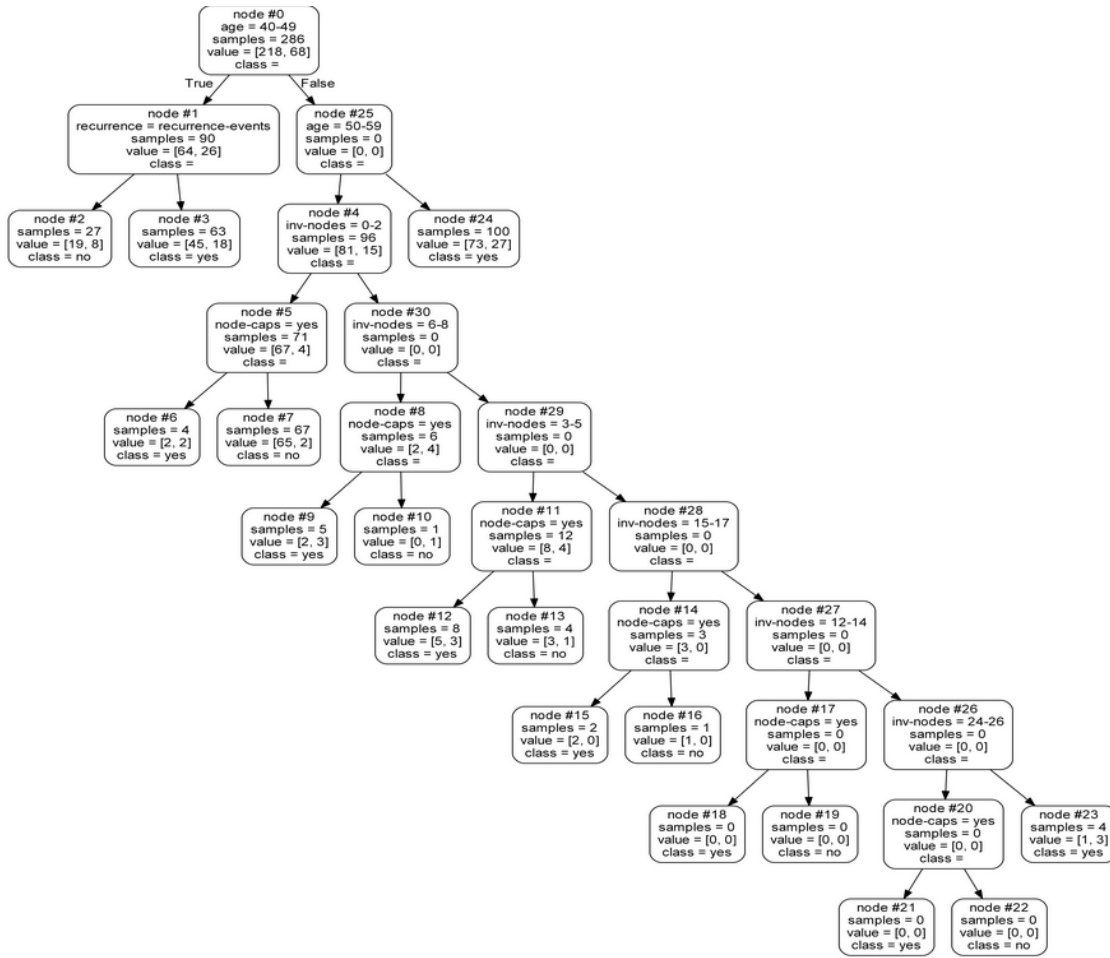 node #0
age = 40-49
samples = 286
value = [218, 68]
class =
True
False
node #1
recurrence = recurrence-events
samples = 90
value = [64, 26]
class =
node #25
age = 50-59
samples = 0
value = [0, 0]
class =
node #2
samples = 27
value = [19, 8]
class = no
node #3
samples = 63
value = [45, 18]
class = yes
node #4
inv-nodes = 0-2
samples = 96
value = [81, 15]
class =
node #24
samples = 100
value = [73, 27]
class = yes
node #5
node-caps = yes
samples = 71
value = [67, 4]
class =
node #30
inv-nodes = 6-8
samples = 0
value = [0, 0]
class =
node #6
samples = 4
value = [2, 2]
class = yes
node #7
samples = 67
value = [65, 2]
class = no
node #8
node-caps = yes
samples = 6
value = [2, 4]
class =
node #29
inv-nodes = 3-5
samples = 0
value = [0, 0]
class =
node #9
samples = 5
value = [2, 3]
class = yes
node #10
samples = 1
value = [0, 1]
class = no
node #11
node-caps = yes
samples = 12
value = [8, 4]
class =
node #28
inv-nodes = 15-17
samples = 0
value = [0, 0]
class =
node #12
samples = 8
value = [5, 3]
class = yes
node #13
samples = 4
value = [3, 1]
class = no
node #14
node-caps = yes
samples = 3
value = [3, 0]
class =
node #27
inv-nodes = 12-14
samples = 0
value = [0, 0]
class =
node #15
samples = 2
value = [2, 0]
class = yes
node #16
samples = 1
value = [1, 0]
class = no
node #17
node-caps = yes
samples = 0
value = [0, 0]
class =
node #26
inv-nodes = 24-26
samples = 0
value = [0, 0]
class =
node #18
samples = 0
value = [0, 0]
class = yes
node #19
samples = 0
value = [0, 0]
class = no
node #20
node-caps = yes
samples = 0
value = [0, 0]
class =
node #23
samples = 4
value = [1, 3]
class = yes
node #21
samples = 0
value = [0, 0]
class = yes
node #22
samples = 0
value = [0, 0]
class = no